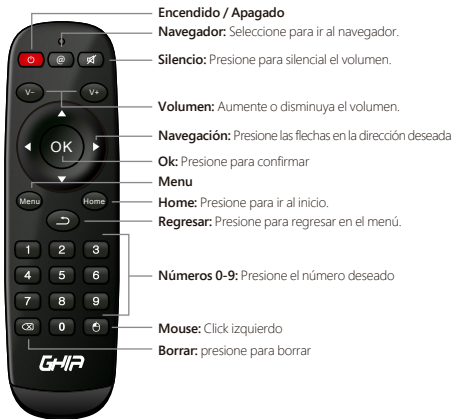 Encendido / Apagado
Navegador: Seleccione para ir al navegador.
@
Silencio: Presione para silencial el volumen.
V-
V+
Volumen: Aumente o disminuya el volumen.
Navegación: Presione las flechas en la dirección deseada
OK
Ok: Presione para confirmar
Menu
Menu
Home
Home: Presione para ir al inicio.
Regresar: Presione para regresar en el menú.
1 2 3
4 5 6
Números 0-9: Presione el número deseado
7 8 9
0
Mouse: Click izquierdo
Borrar: presione para borrar
GHIA